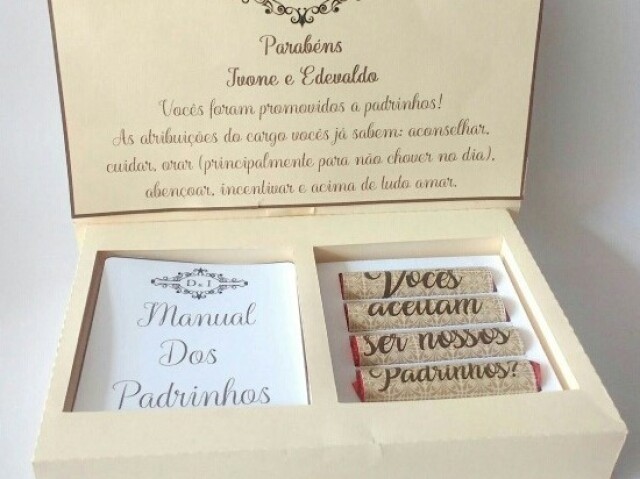 Parabéns
Ivone e Edevaldo
Vocês foram promovidos a padrinhos!
As atribuições do cargo vocês já sabem: aconselhar,
cuidar, orar (principalmente para não chover no dia),
abençoar, incentivar e acima de tudo amar.
D & I
Manual
Dos
Padrinhos
Vocês
aceitam
ser nossos
Padrinhos?